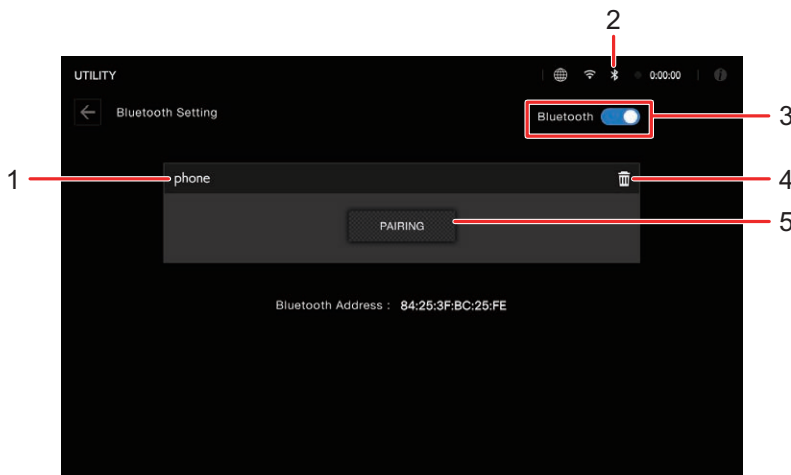 2
UTILITY 0:00:00
Bluetooth Setting
Bluetooth
3
1
phone
4
PAIRING
5
Bluetooth Address : 84:25:3F:BC:25:FE